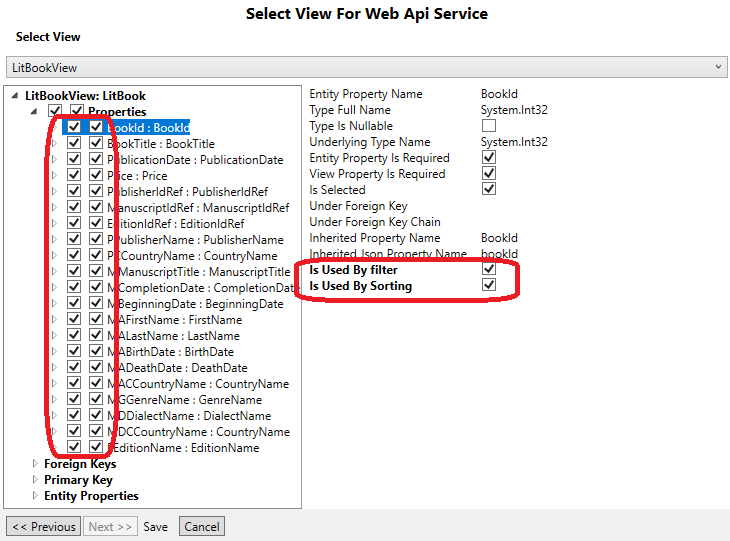 Select View For Web Api Service
Select View
LitBookView
LitBookView: LitBook
Properties
BookId : BookId
BookTitle : BookTitle
PublicationDate : PublicationDate
Price : Price
PublisherIdRef : PublisherIdRef
ManuscriptIdRef : ManuscriptIdRef
EditionIdRef : EditionIdRef
PPublisherName : PublisherName
PCCountryName : CountryName
MManuscriptTitle : ManuscriptTitle
MCompletionDate : CompletionDate
MBeginningDate : BeginningDate
MAFirstName : FirstName
MALastName : LastName
MABirthDate : BirthDate
MADeathDate : DeathDate
MACCountryName : CountryName
MGGenreName : GenreName
MDDialectName : DialectName
MDCCountryName : CountryName
EEditionName : EditionName
Foreign Keys
Primary Key
Entity Properties
Entity Property Name BookId
Type Full Name System.Int32
Type Is Nullable
Underlying Type Name System.Int32
Entity Property Is Required
View Property Is Required
Is Selected
Under Foreign Key
Under Foreign Key Chain
Inherited Property Name BookId
Inherited Json Property Name bookId
Is Used By filter
Is Used By Sorting
<< Previous Next >> Save Cancel